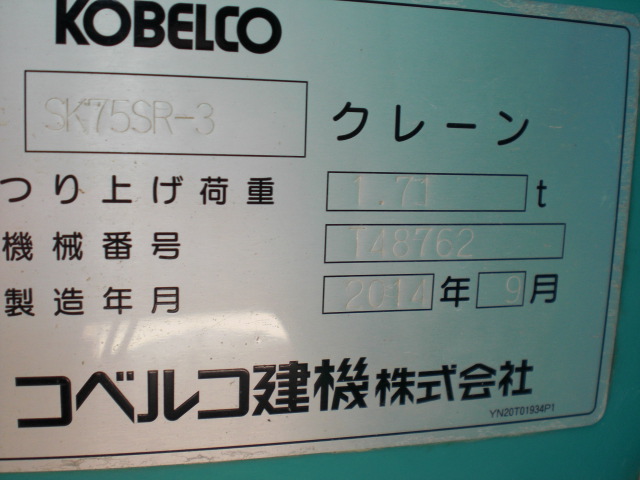 KOBELCO
SK75SR-3 クレーン
つり上げ荷重 1.7J t
機械番号 T48762
製造年月 2014年 9月
コベルコ建機株式会社
YN20T01934P1